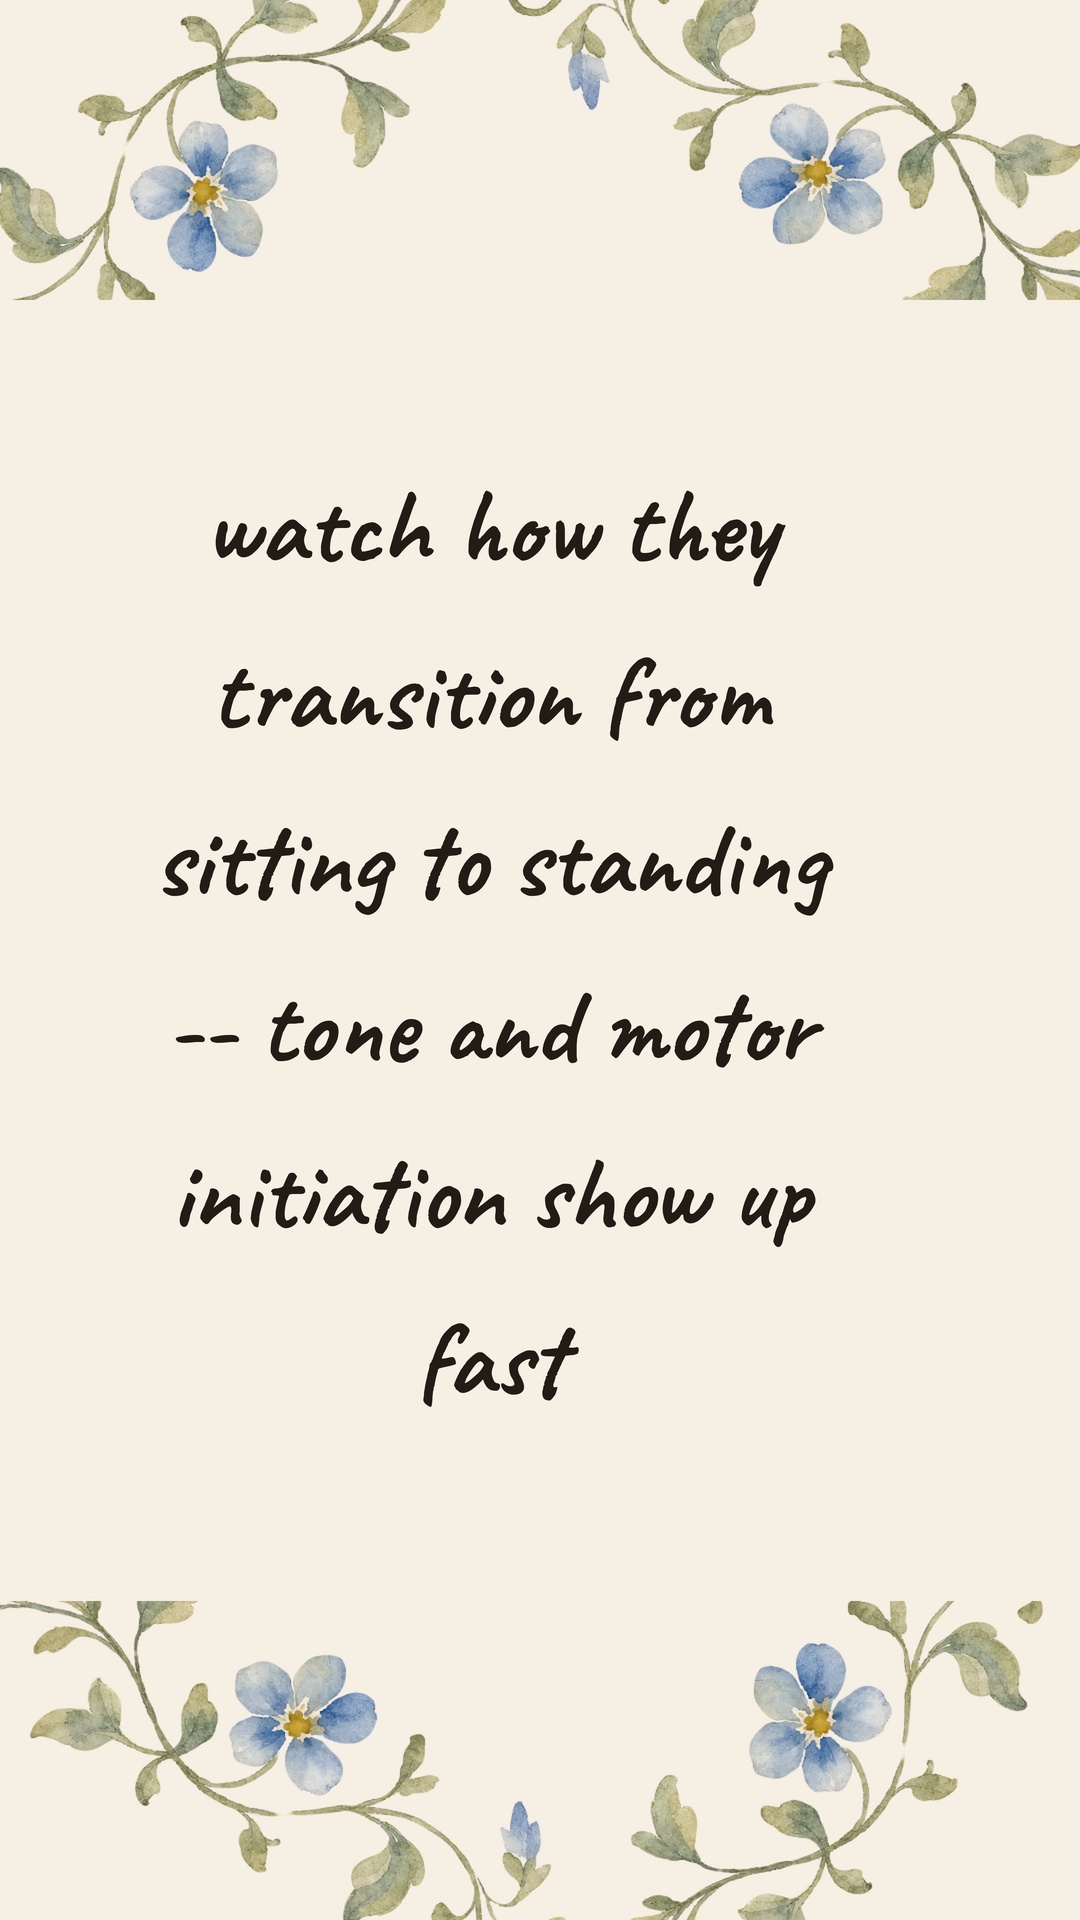 watch how they
transition from
sitting to standing
-- tone and motor
initiation show up
fast